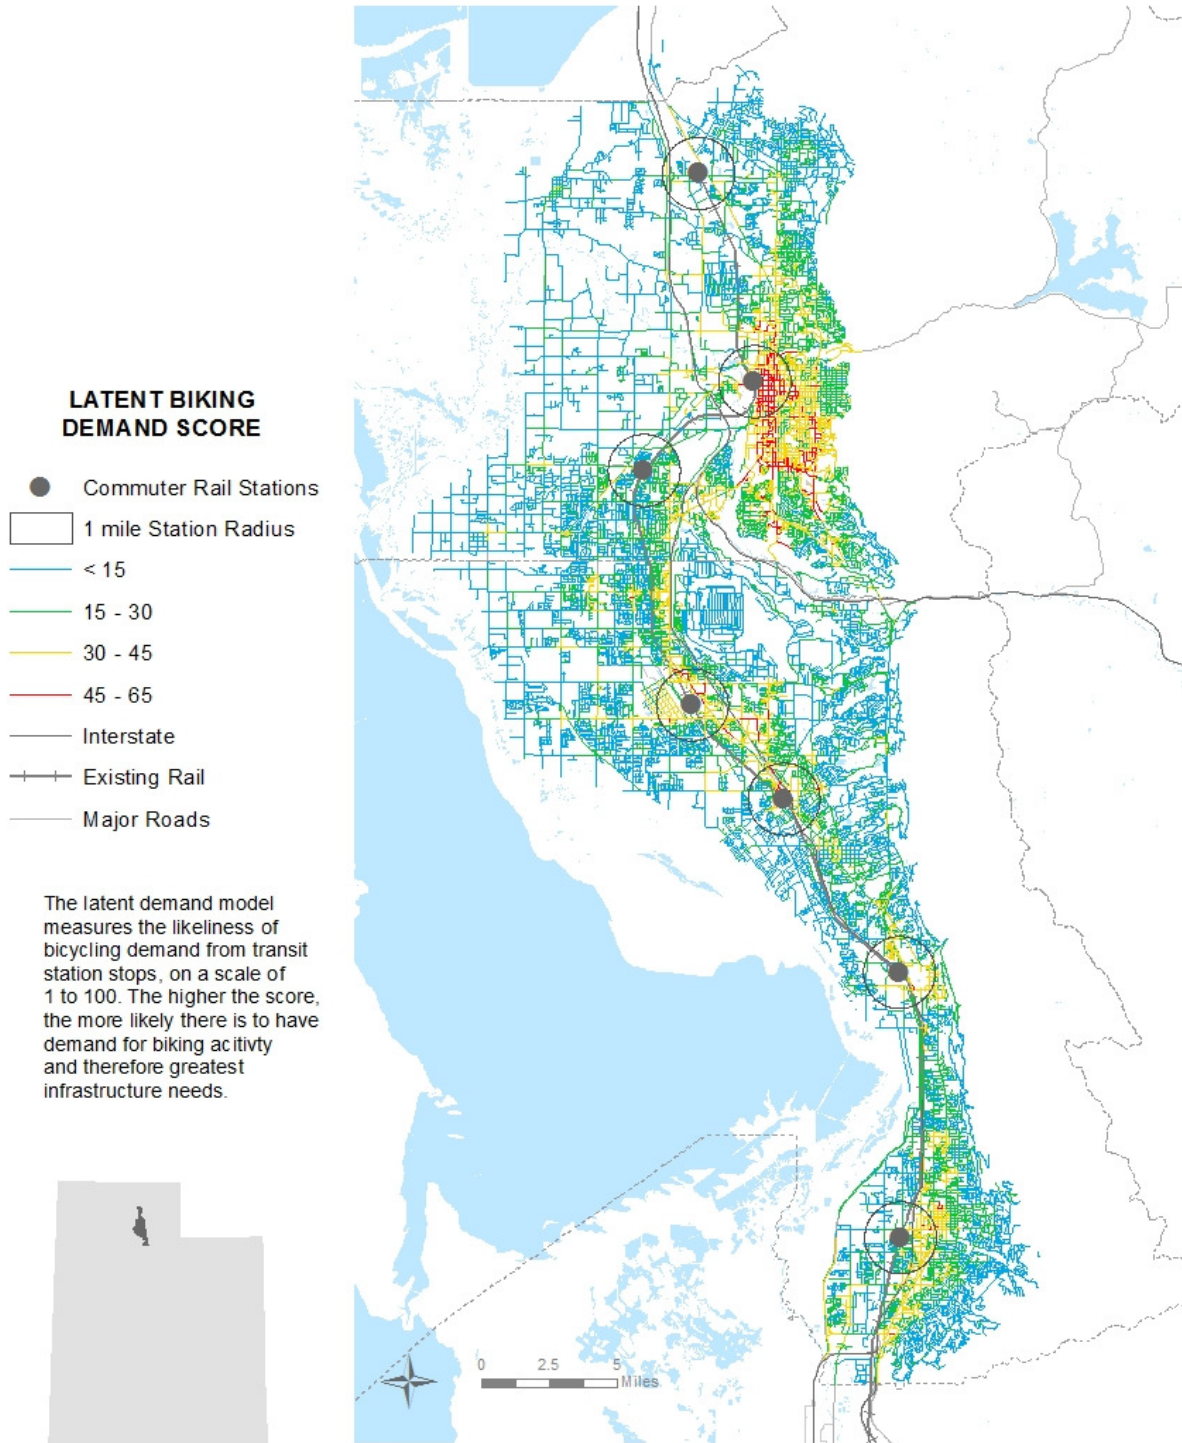 LATENT BIKING
DEMAND SCORE
Commuter Rail Stations
1 mile Station Radius
< 15
15 - 30
30 - 45
45 - 65
Interstate
Existing Rail
Major Roads
The latent demand model
measures the likeliness of
bicycling demand from transit
station stops, on a scale of
1 to 100. The higher the score,
the more likely there is to have
demand for biking acitivty
and therefore greatest
infrastructure needs.
0 2.5 5
Miles